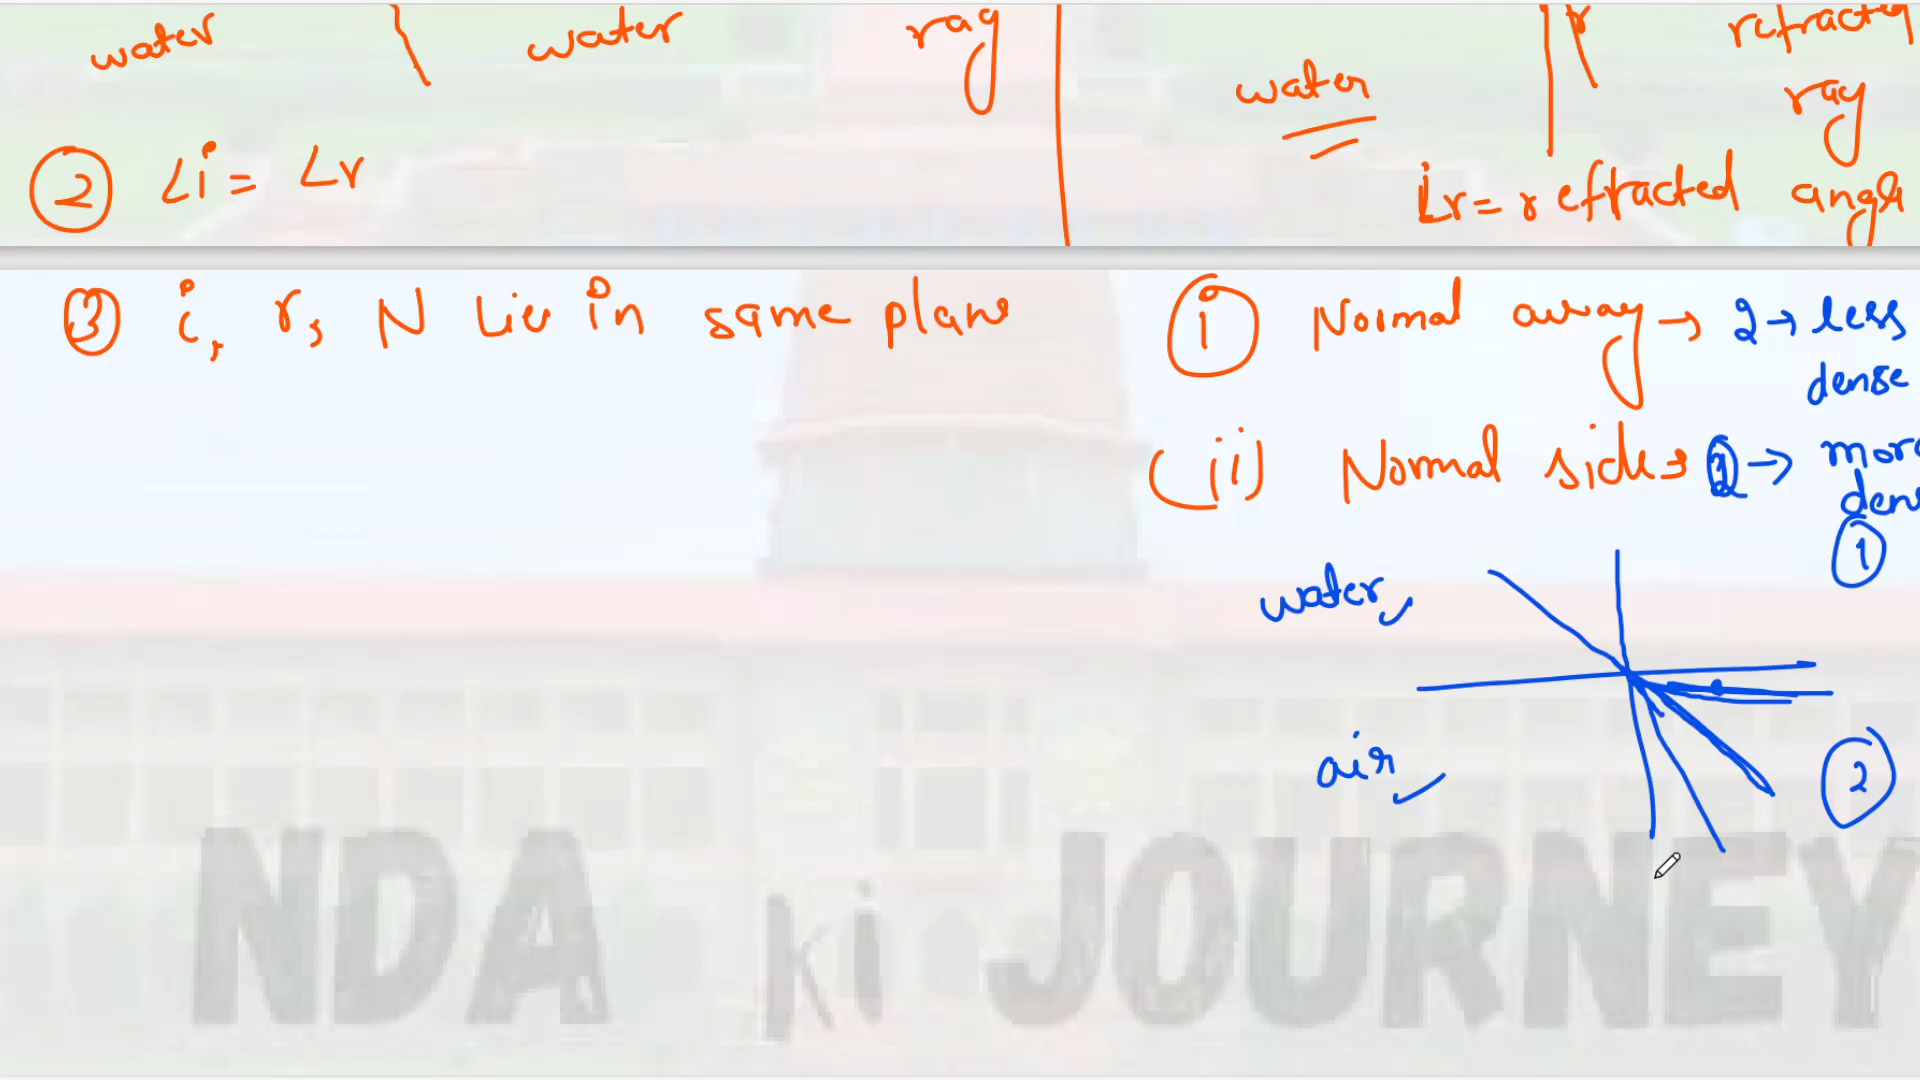 water water ray
② ∠i = ∠r
③ i, r, N Lie in same plane
water r refracted
ray
∠r = refracted angle
① Normal away → 2 → less
dense
(ii) Normal side → 2 → more
dens
①
water
air
②
NDA ki JOURNEY